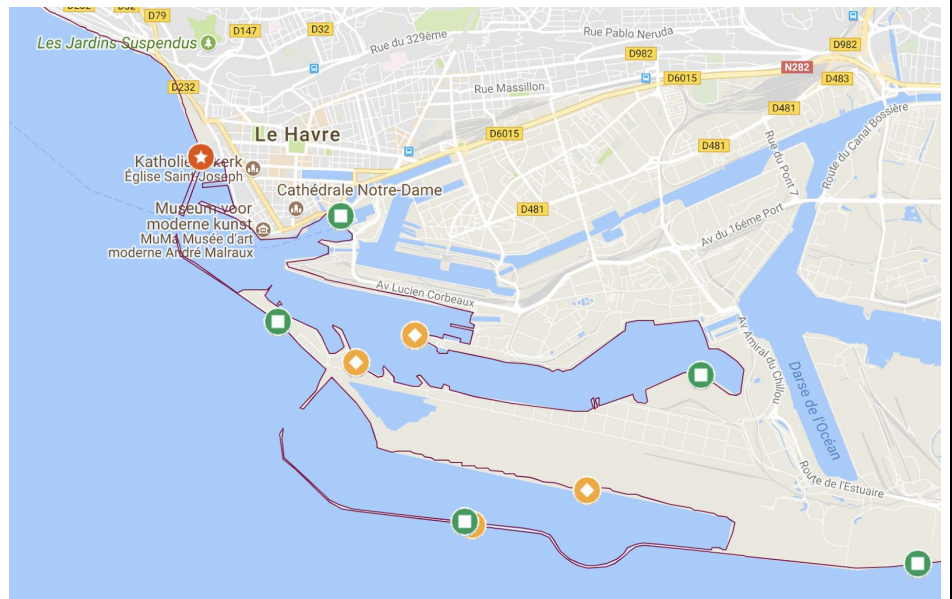 D79
D147
D32
Les Jardins Suspendus
Rue du 329ème
Rue Pablo Neruda
D982
D982
N282
D6015
D483
D232
Rue Massillon
D481
D6015
Le Havre
D481
Rue du Pont 7
Route du Canal Bossière
Église Saint-Joseph
Cathédrale Notre-Dame
Museum voor
moderne kunst
MuMa Musée d'art
moderne André Malraux
D481
Av du 16éme Port
Av Lucien Corbeaux
Av Amiral du Chillou
Darse de l'Océan
Route de l'Estuaire